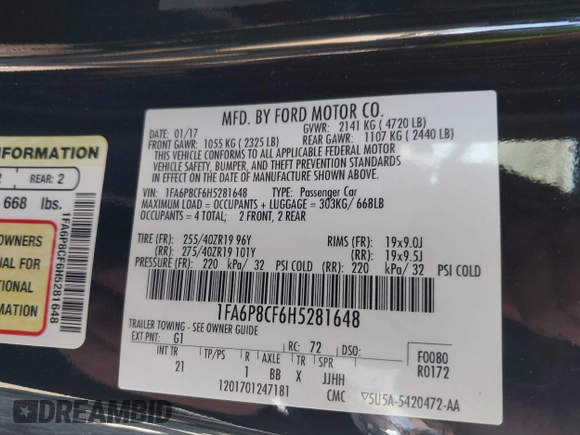 MFD. BY FORD MOTOR CO.
DATE: 01/17
GVWR: 2141 KG ( 4720 LB)
FRONT GAWR: 1055 KG ( 2325 LB)
REAR GAWR: 1107 KG ( 2440 LB)
THIS VEHICLE CONFORMS TO ALL APPLICABLE FEDERAL MOTOR
VEHICLE SAFETY, BUMPER, AND THEFT PREVENTION STANDARDS
IN EFFECT ON THE DATE OF MANUFACTURE SHOWN ABOVE.
VIN: 1FA6P8CF6H5281648 TYPE: Passenger Car
MAXIMUM LOAD = OCCUPANTS + LUGGAGE = 303KG/ 668LB
OCCUPANTS = 4 TOTAL; 2 FRONT, 2 REAR
TIRE (FR): 255/40ZR19 96Y RIMS (FR): 19x9.0J
(RR): 275/40ZR19 101Y (RR): 19x9.5J
PRESSURE (FR): 220 kPa/ 32 PSI COLD (RR): 220 kPa/ 32 PSI COLD
1FA6P8CF6H5281648
TRAILER TOWING - SEE OWNER GUIDE
EXT PNT: G1 RC: 72 DSO:
INT TR TP/PS R AXLE TR SPR
21 1 BB X JJHH
1201701247181 CMC
F0080
R0172
5U5A-5420472-AA
INFORMATION
2 REAR: 2
668 lbs.
OWNERS
MANUAL FOR
ADDITIONAL
INFORMATION
1FA6P8CF6H5281648
DREAMBID